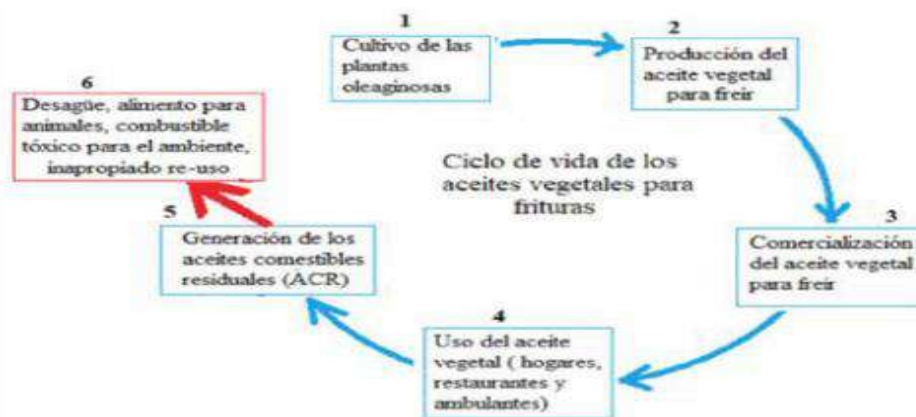 1
Cultivo de las
plantas
oleaginosas
2
Producción del
aceite vegetal
para freir
3
Comercialización
del aceite vegetal
para freir
4
Uso del aceite
vegetal ( hogares,
restaurantes y
ambulantes)
5
Generación de los
aceites comestibles
residuales (ACR)
6
Desagüe, alimento para
animales, combustible
tóxico para el ambiente,
inapropiado re-uso
Ciclo de vida de los
aceites vegetales para
frituras